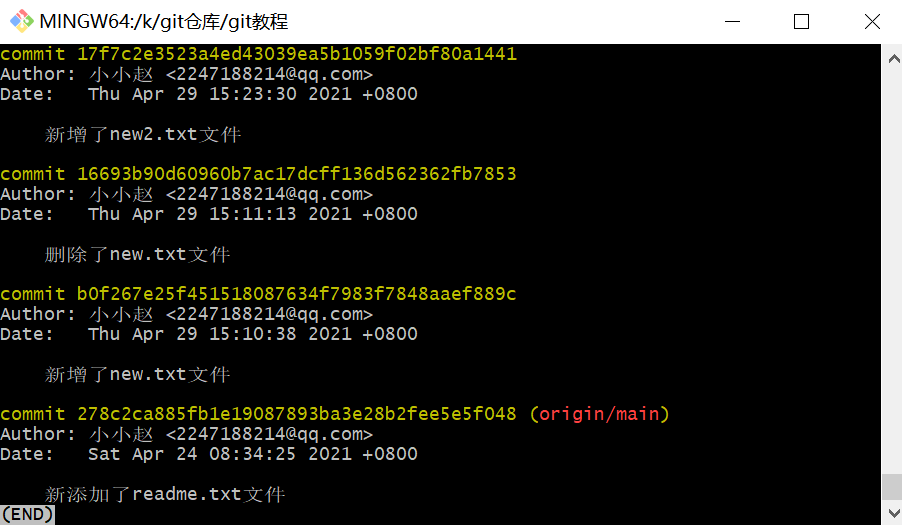 MINGW64:/k/git仓库/git教程
commit 17f7c2e3523a4ed43039ea5b1059f02bf80a1441
Author: 小小赵 <2247188214@qq.com>
Date:   Thu Apr 29 15:23:30 2021 +0800
新增了new2.txt文件
commit 16693b90d60960b7ac17dcff136d562362fb7853
Author: 小小赵 <2247188214@qq.com>
Date:   Thu Apr 29 15:11:13 2021 +0800
删除了new.txt文件
commit b0f267e25f451518087634f7983f7848aaef889c
Author: 小小赵 <2247188214@qq.com>
Date:   Thu Apr 29 15:10:38 2021 +0800
新增了new.txt文件
commit 278c2ca885fb1e19087893ba3e28b2fee5e5f048 (origin/main)
Author: 小小赵 <2247188214@qq.com>
Date:   Sat Apr 24 08:34:25 2021 +0800
新添加了readme.txt文件
(END)